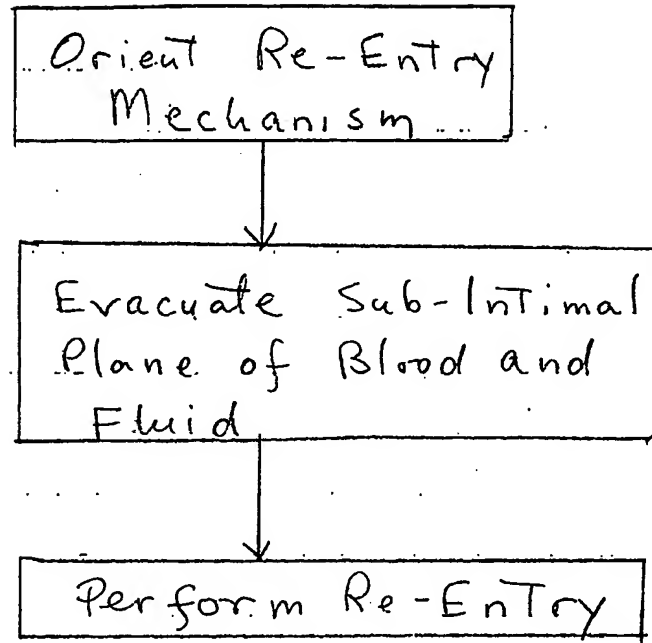 Orient Re-Entry
Mechanism
Evacuate Sub-Intimal
Plane of Blood and
Fluid
Perform Re-Entry